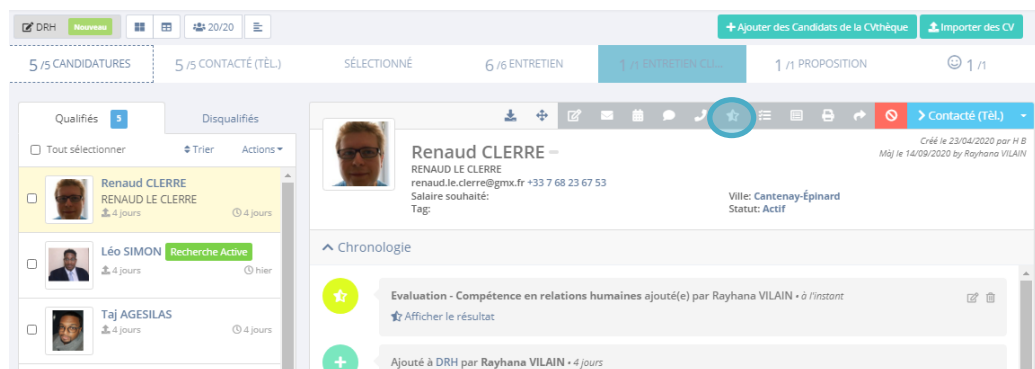 DRH Nouveau 20/20 Ajouter des Candidats de la CVthèque Importer des CV
5 /5 CANDIDATURES 5 /5 CONTACTÉ (TÈL.) SÉLECTIONNÉ 6 /6 ENTRETIEN 1 /1 ENTRETIEN CLI... 1 /1 PROPOSITION 1 /1
Qualifiés 5 Disqualifiés
Contacté (Tèl.)
Tout sélectionner Trier Actions
Créé le 23/04/2020 par H B
Renaud CLERRE
Màj le 14/09/2020 by Rayhana VILAIN
RENAUD LE CLERRE
renaud.le.clerre@gmx.fr +33 7 68 23 67 53
Salaire souhaité: Ville: Cantenay-Épinard
Tag: Statut: Actif
Renaud CLERRE
RENAUD LE CLERRE
4 jours 4 jours
Léo SIMON Recherche Active
4 jours hier
Taj AGESILAS
4 jours 4 jours
Chronologie
Evaluation - Compétence en relations humaines ajouté(e) par Rayhana VILAIN • à l'instant
Afficher le résultat
Ajouté à DRH par Rayhana VILAIN • 4 jours